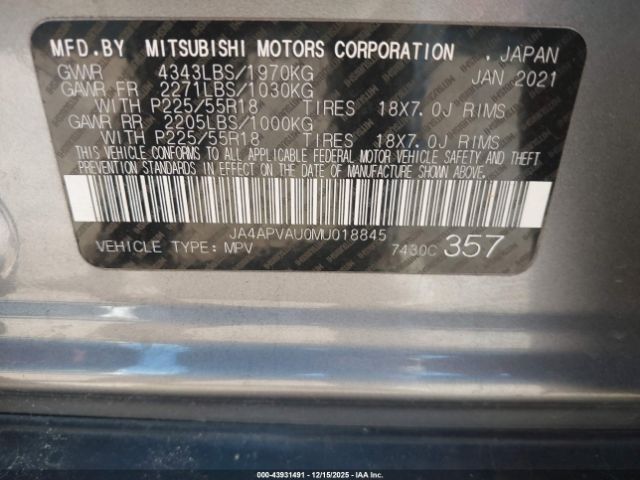 MFD.BY MITSUBISHI MOTORS CORPORATION . JAPAN
GVWR 4343LBS/1970KG JAN 2021
GAWR FR 2271LBS/1030KG
WITH P225/55R18 TIRES 18X7.0J RIMS
GAWR RR 2205LBS/1000KG
WITH P225/55R18 TIRES 18X7.0J RIMS
THIS VEHICLE CONFORMS TO ALL APPLICABLE FEDERAL MOTOR VEHICLE SAFETY AND THEFT
PREVENTION STANDARDS IN EFFECT ON THE DATE OF MANUFACTURE SHOWN ABOVE.
JA4APVAU0MU018845
VEHICLE TYPE: MPV 7430C 357
000-43931491 - 12/15/2025 - IAAI.COM